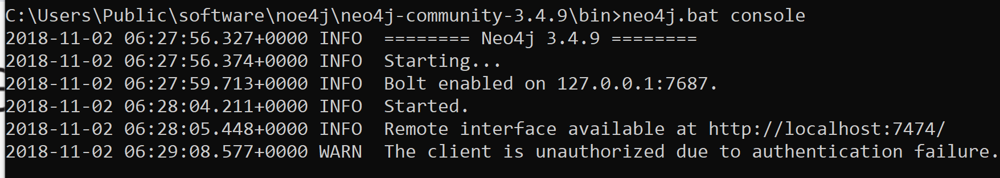 C:\Users\Public\software\noe4j\neo4j-community-3.4.9\bin>neo4j.bat console
2018-11-02 06:27:56.327+0000 INFO  ======== Neo4j 3.4.9 ========
2018-11-02 06:27:56.374+0000 INFO  Starting...
2018-11-02 06:27:59.713+0000 INFO  Bolt enabled on 127.0.0.1:7687.
2018-11-02 06:28:04.211+0000 INFO  Started.
2018-11-02 06:28:05.448+0000 INFO  Remote interface available at http://localhost:7474/
2018-11-02 06:29:08.577+0000 WARN  The client is unauthorized due to authentication failure.